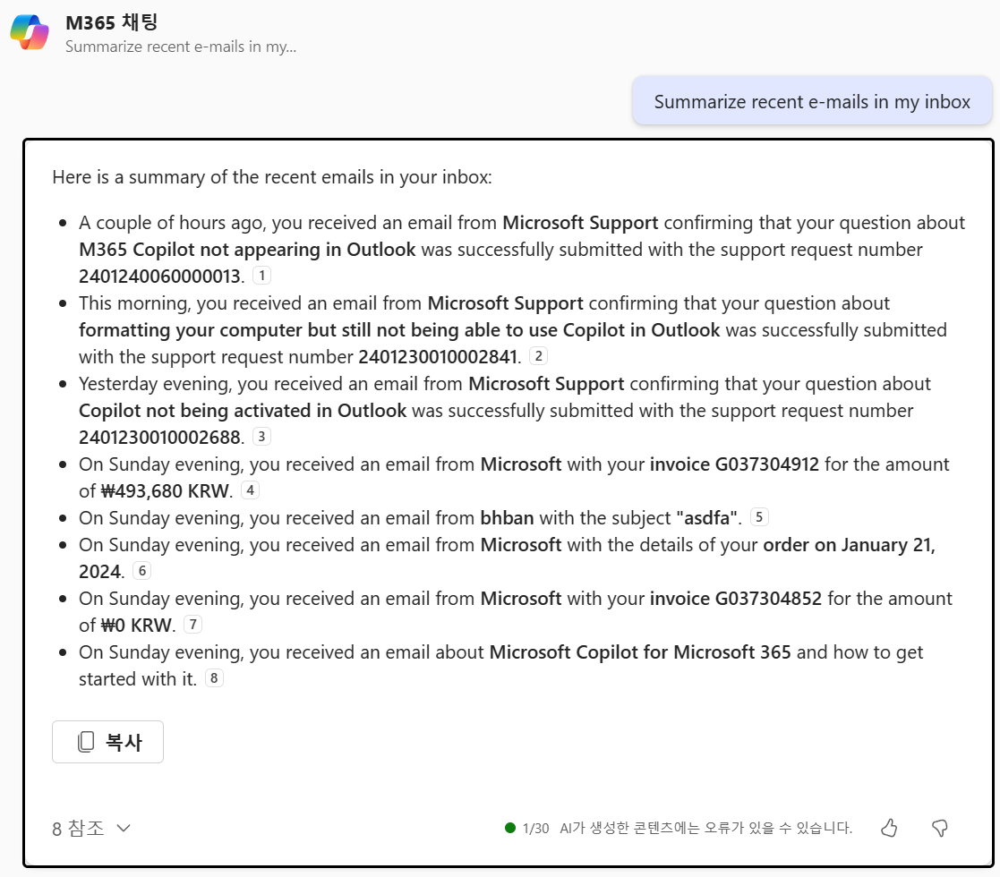 M365 채팅
Summarize recent e-mails in my...
Summarize recent e-mails in my inbox
Here is a summary of the recent emails in your inbox:
• A couple of hours ago, you received an email from Microsoft Support confirming that your question about
M365 Copilot not appearing in Outlook was successfully submitted with the support request number
2401240060000013. 1
• This morning, you received an email from Microsoft Support confirming that your question about
formatting your computer but still not being able to use Copilot in Outlook was successfully submitted
with the support request number 2401230010002841. 2
• Yesterday evening, you received an email from Microsoft Support confirming that your question about
Copilot not being activated in Outlook was successfully submitted with the support request number
2401230010002688. 3
• On Sunday evening, you received an email from Microsoft with your invoice G037304912 for the amount
of ₩493,680 KRW. 4
• On Sunday evening, you received an email from bhban with the subject "asdfa". 5
• On Sunday evening, you received an email from Microsoft with the details of your order on January 21,
2024. 6
• On Sunday evening, you received an email from Microsoft with your invoice G037304852 for the amount
of ₩0 KRW. 7
• On Sunday evening, you received an email about Microsoft Copilot for Microsoft 365 and how to get
started with it. 8
복사
8 참조
1/30 AI가 생성한 콘텐츠에는 오류가 있을 수 있습니다.